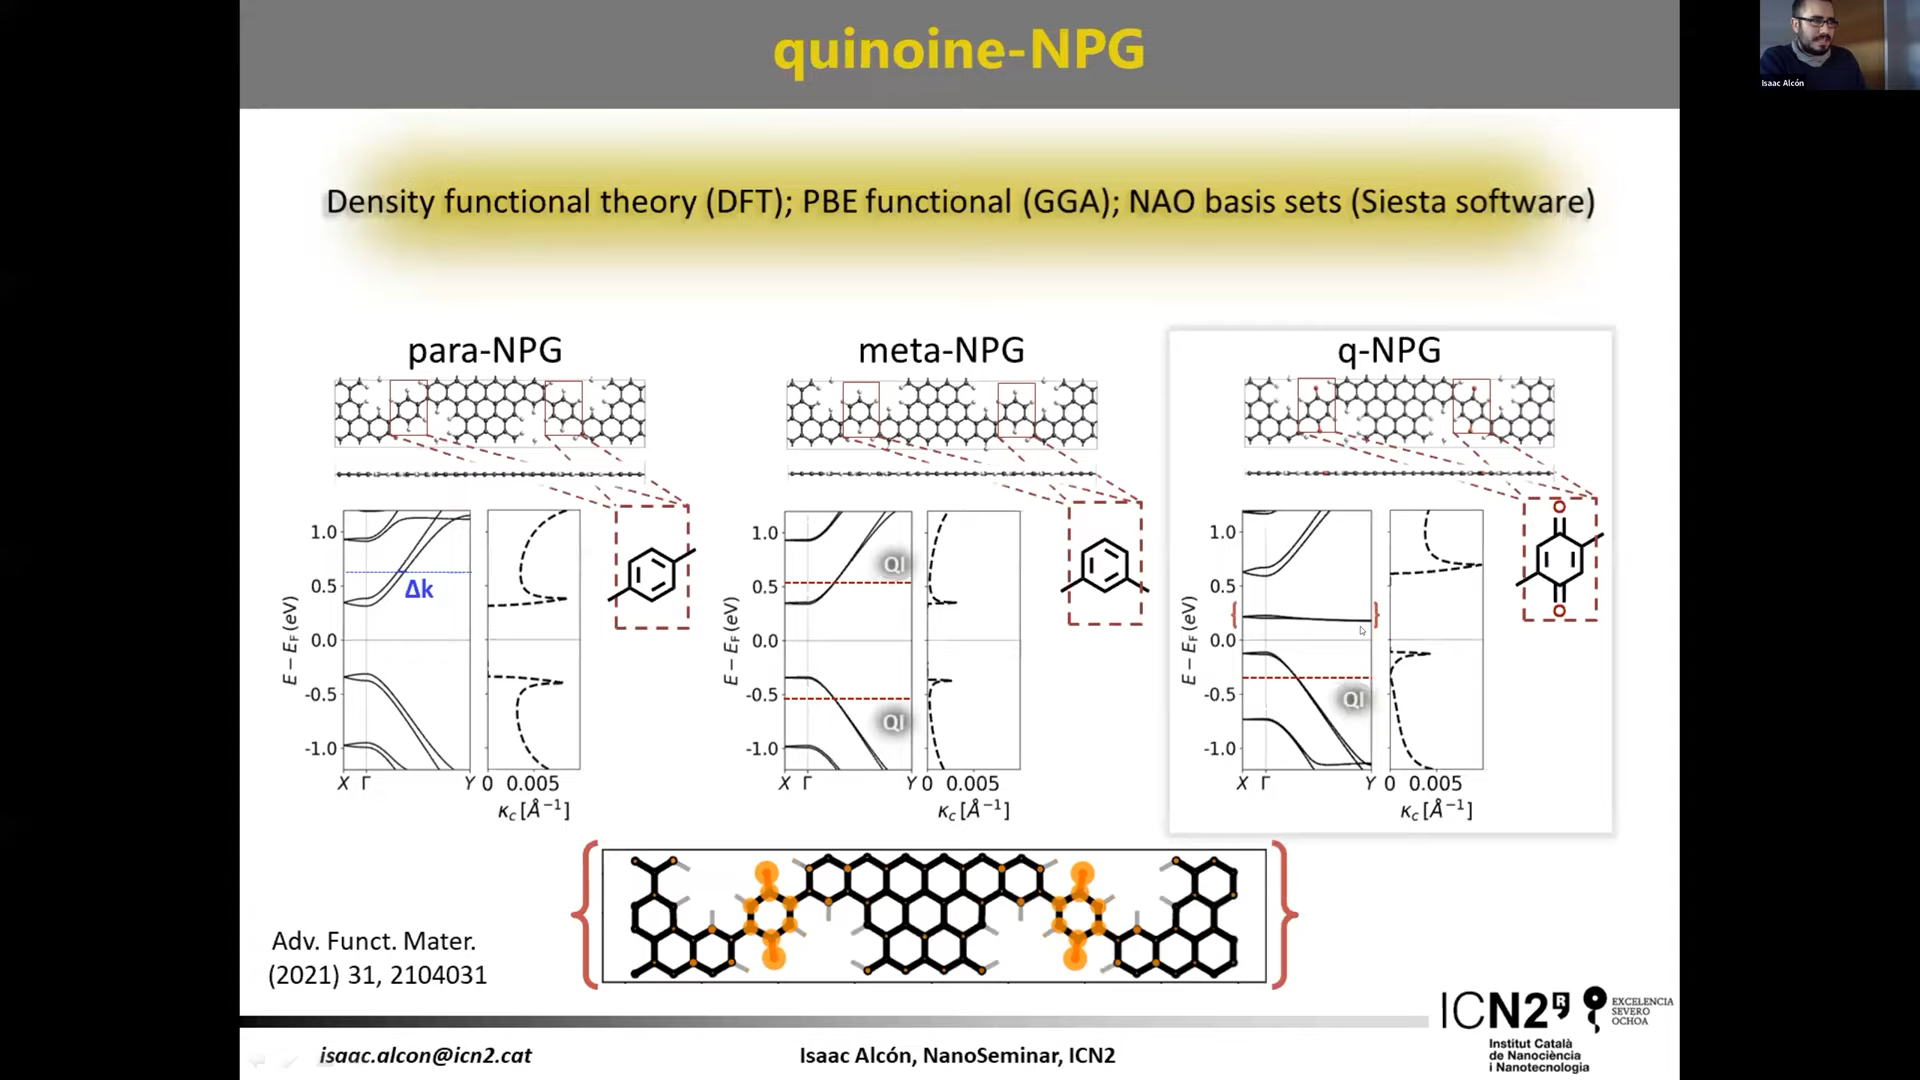 quinoine-NPG
Isaac Alcón
Density functional theory (DFT); PBE functional (GGA); NAO basis sets (Siesta software)
para-NPG
meta-NPG
q-NPG
1.0
0.5
0.0
-0.5
-1.0
E − E_F (eV)
Δk
X Γ Y
0 0.005
κ_c [Å⁻¹]
1.0
0.5
0.0
-0.5
-1.0
E − E_F (eV)
QI
QI
X Γ Y
0 0.005
κ_c [Å⁻¹]
1.0
0.5
0.0
-0.5
-1.0
E − E_F (eV)
QI
X Γ Y
0 0.005
κ_c [Å⁻¹]
O
O
Adv. Funct. Mater.
(2021) 31, 2104031
ICN2R
EXCELENCIA
SEVERO
OCHOA
Institut Català
de Nanociència
i Nanotecnologia
isaac.alcon@icn2.cat
Isaac Alcón, NanoSeminar, ICN2